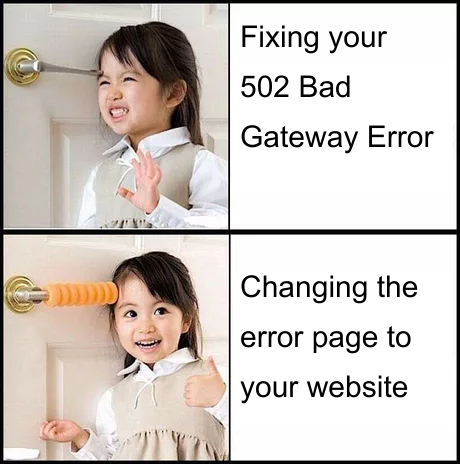 Fixing your
502 Bad
Gateway Error
Changing the
error page to
your website